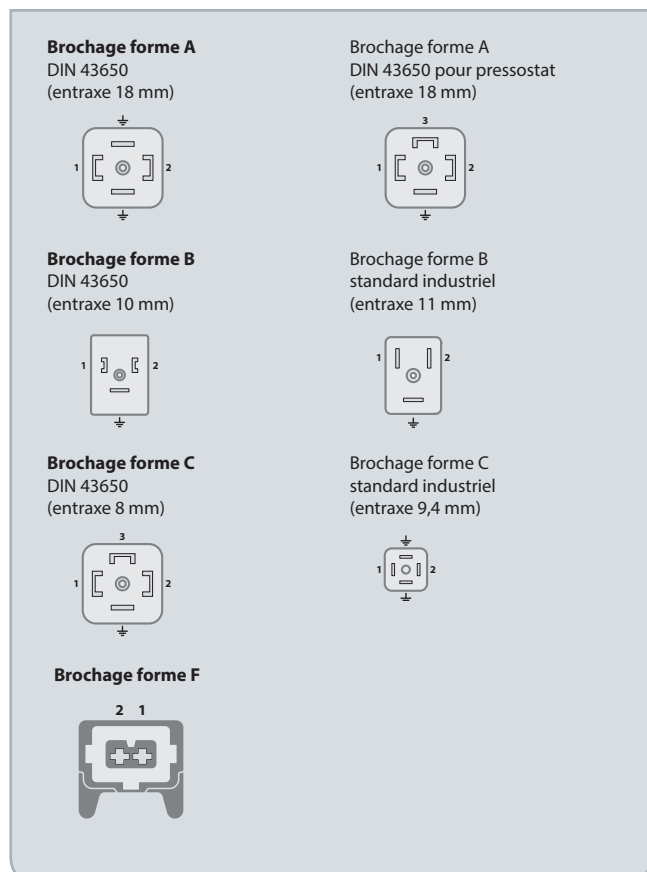 Brochage forme A
DIN 43650
(entraxe 18 mm)
1
2
Brochage forme A
DIN 43650 pour pressostat
(entraxe 18 mm)
3
1
2
Brochage forme B
DIN 43650
(entraxe 10 mm)
1
2
Brochage forme B
standard industriel
(entraxe 11 mm)
1
2
Brochage forme C
DIN 43650
(entraxe 8 mm)
3
1
2
Brochage forme C
standard industriel
(entraxe 9,4 mm)
1
2
Brochage forme F
2 1